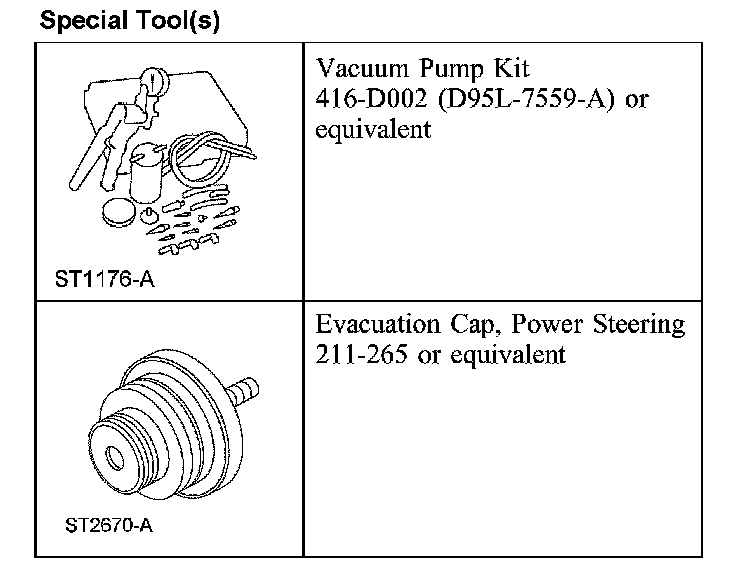 Special Tool(s)
Vacuum Pump Kit
416-D002 (D95L-7559-A) or
equivalent
ST1176-A
Evacuation Cap, Power Steering
211-265 or equivalent
ST2670-A